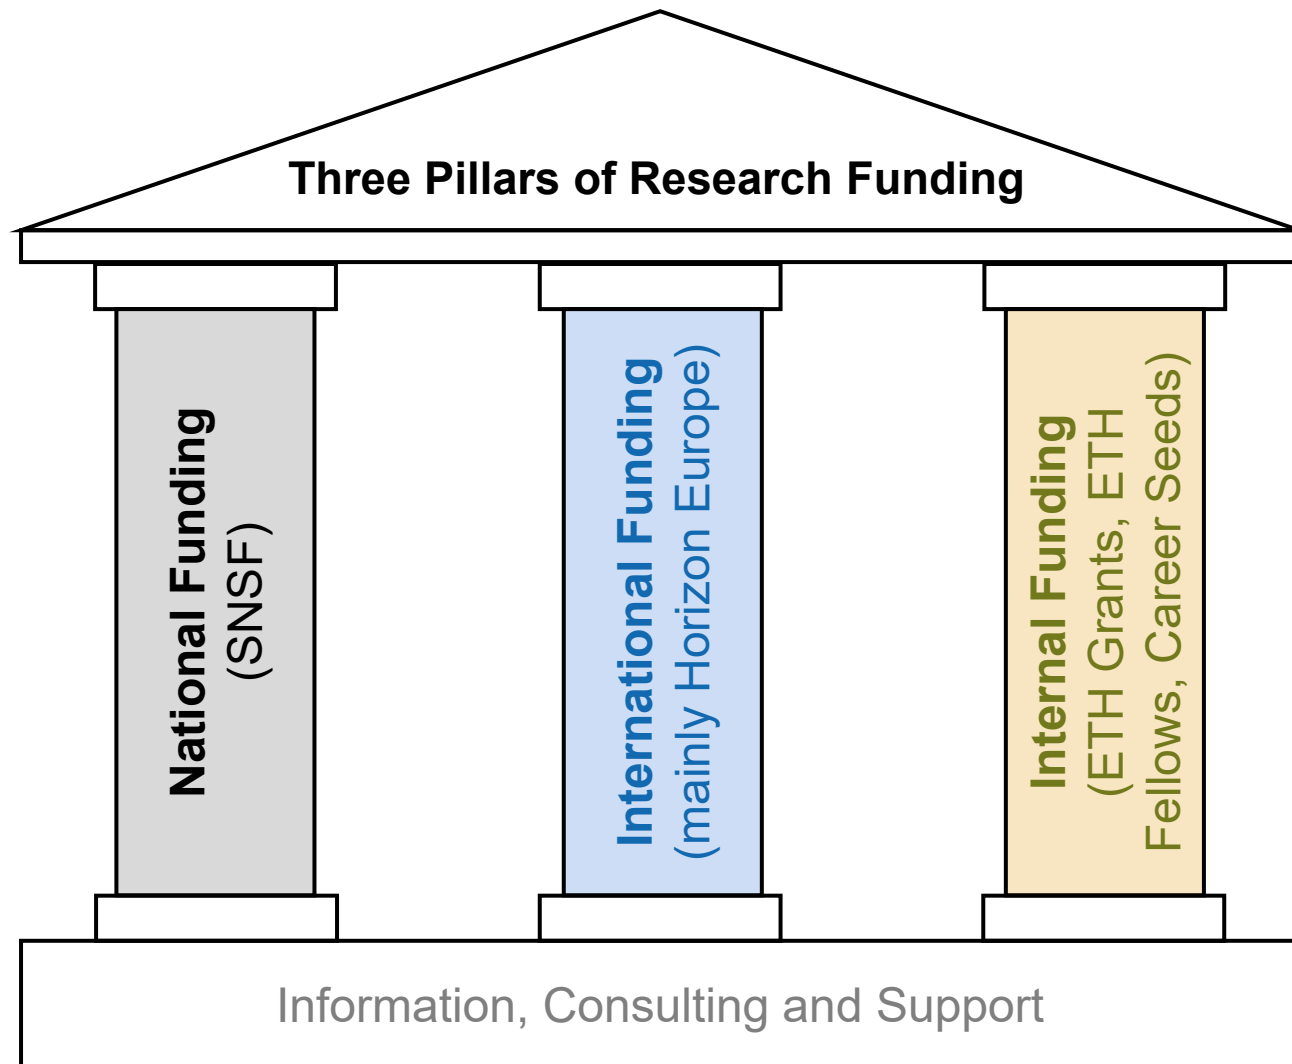 Three Pillars of Research Funding
National Funding
(SNSF)
International Funding
(mainly Horizon Europe)
Internal Funding
(ETH Grants, ETH
Fellows, Career Seeds)
Information, Consulting and Support